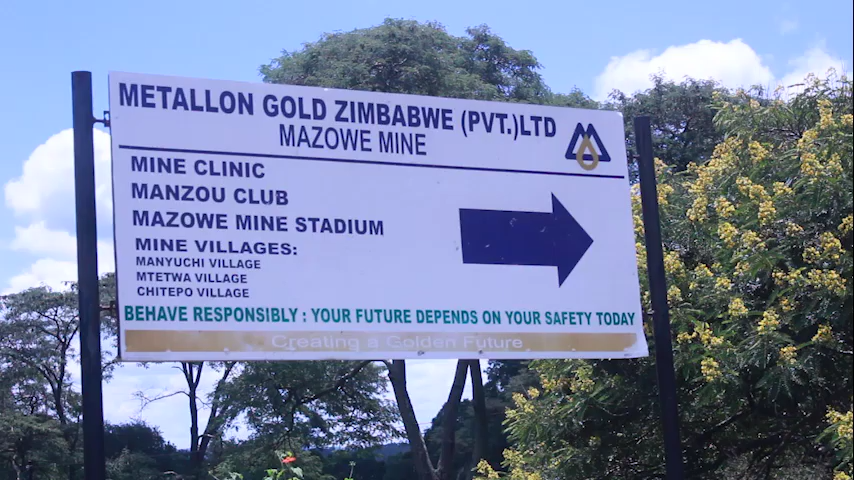 METALLON GOLD ZIMBABWE (PVT.)LTD
MAZOWE MINE
MINE CLINIC
MANZOU CLUB
MAZOWE MINE STADIUM
MINE VILLAGES:
MANYUCHI VILLAGE
MTETWA VILLAGE
CHITEPO VILLAGE
BEHAVE RESPONSIBLY : YOUR FUTURE DEPENDS ON YOUR SAFETY TODAY
Creating a Golden Future